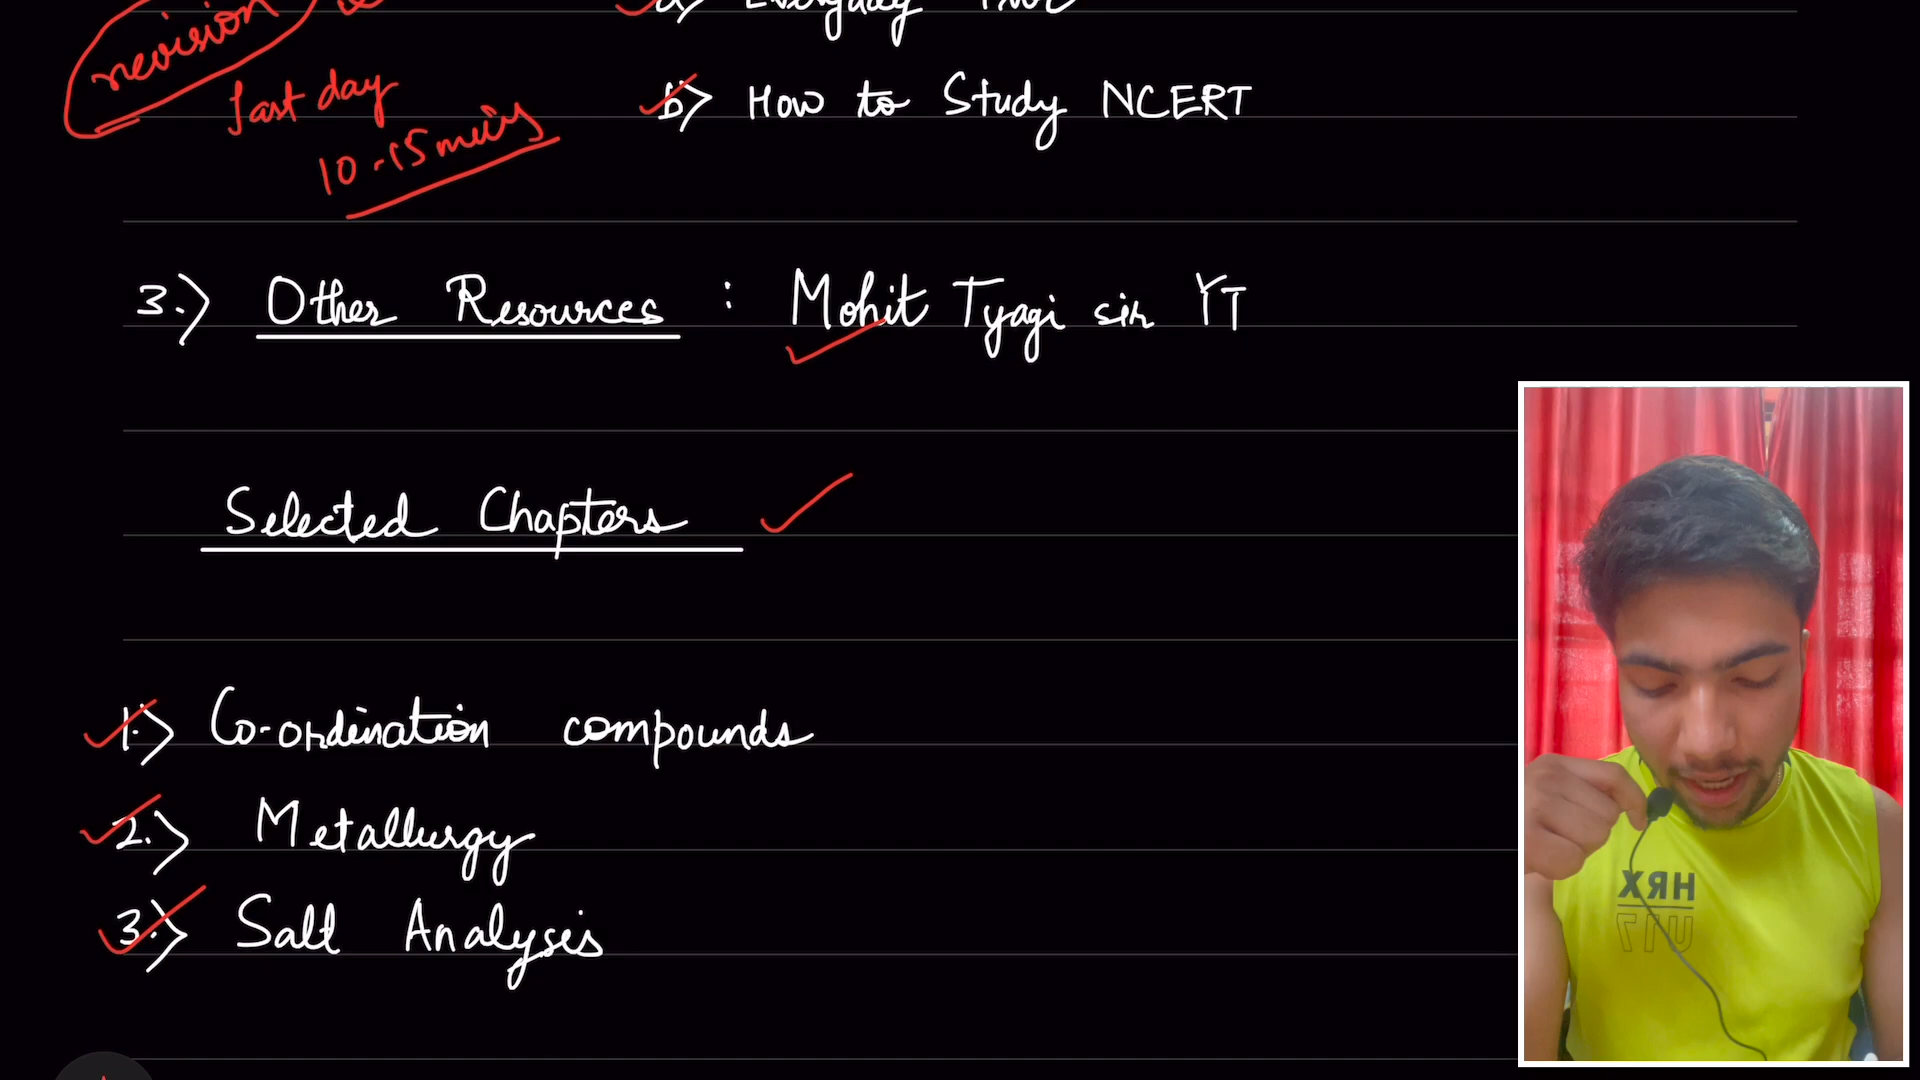 revision
a) Everyday
last day
b) How to Study NCERT
10-15 mins
3.) Other Resources : Mohit Tyagi sir YT
Selected Chapters
1.) Co-ordination compounds
2.) Metallurgy
3.) Salt Analysis
HRX